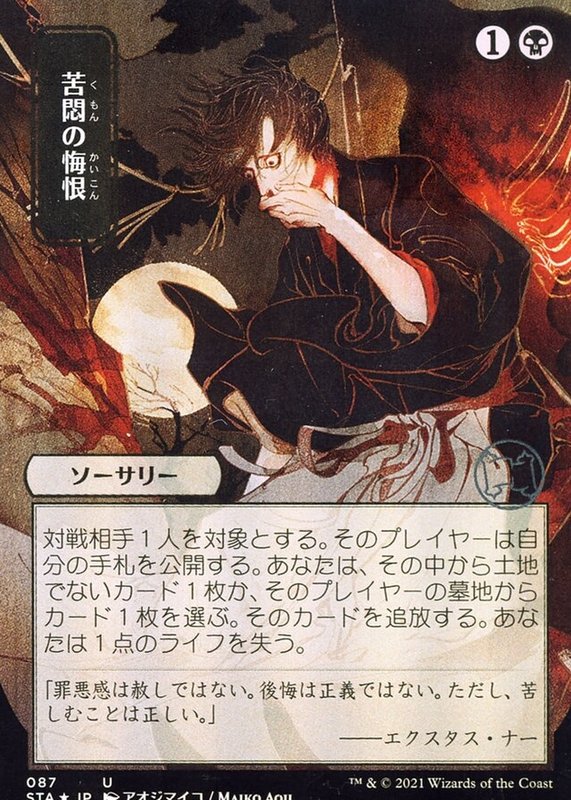 1
苦悶の悔恨
くもん
かいこん
ソーサリー
対戦相手１人を対象とする。そのプレイヤーは自
分の手札を公開する。あなたは、その中から土地
でないカード１枚か、そのプレイヤーの墓地から
カード１枚を選ぶ。そのカードを追放する。あな
たは１点のライフを失う。
「罪悪感は赦しではない。後悔は正義ではない。ただし、苦
しむことは正しい。」
——エクスタス・ナー
087 U
STA★JP アオジマイコ / Maiko Aoji
™ & © 2021 Wizards of the Coast